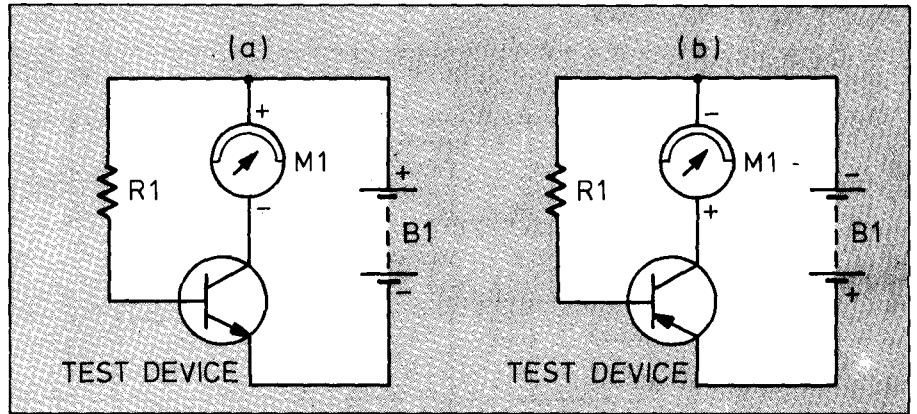 (a)
+
M1
R1
-
+
B1
-
TEST DEVICE
(b)
-
M1
R1
+
-
B1
+
TEST DEVICE